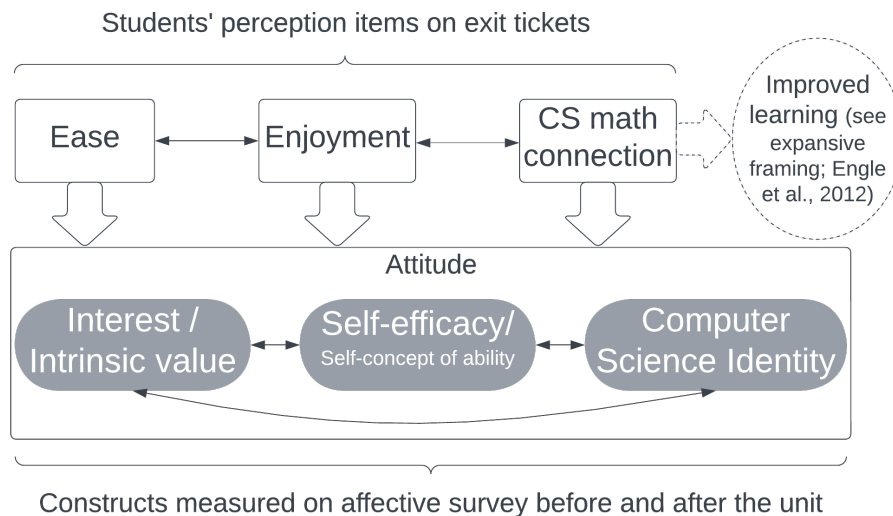 Students' perception items on exit tickets
Ease
Enjoyment
CS math
connection
Improved
learning (see
expansive
framing; Engle
et al., 2012)
Attitude
Interest /
Intrinsic value
Self-efficacy/
Self-concept of ability
Computer
Science Identity
Constructs measured on affective survey before and after the unit